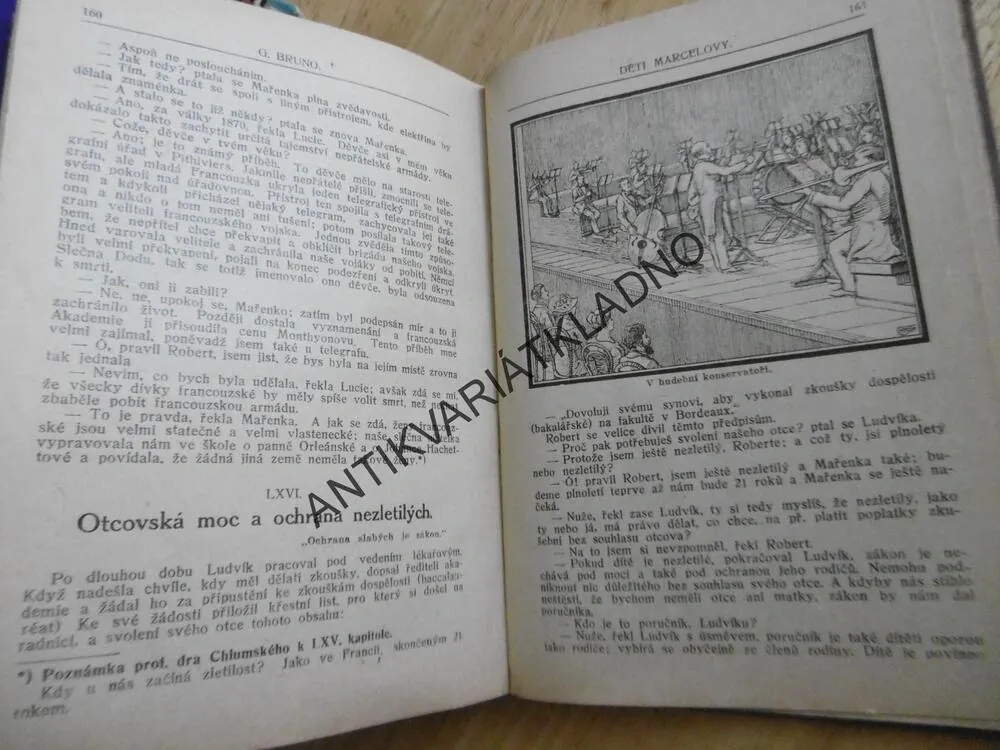 160
G. BRUNO.
— Aspoň ne posloucháním.
— Jak tedy? ptala se Mařenka plna zvědavosti.
— Tím, že drát se spojí s jiným přístrojem, kde elektřina by
dělala znaménka.
— A stalo se to již někdy? ptala se znova Mařenka.
— Ano, za války 1870, řekla Lucie. Děvče asi v mém věku
dokázalo takto zachytit určitá tajemství nepřátelské armády.
— Cože, děvče v tvém věku?
— Ano; je to známý příběh. To děvče mělo na starosti tele-
grafní úřad v Pithiviers. Jakmile nepřátelé přišli, zmocnili se tele-
grafu, ale mladá Francouzka ukryla jeden telegrafický přístroj ve
svém pokoji nad úřadovnou. Přístroj ten spojila s telegrafním drá-
tem a kdykoli přicházel nějaký telegram, zachycovala jej také
ona a nikdo o tom neměl ani tušení; potom posílala takový tele-
gram veliteli francouzského vojska. Jednou zvěděla tímto způso-
bem, že nepřítel chce překvapit a obklíčit brigádu našeho vojska.
Hned varovala velitele a zachránila naše vojáky od pobití. Němci
byvli velmi překvapeni, pojali na konec podezření a odkryli úkryt.
Slečna Dodu, tak se totiž jmenovalo ono děvče, byla odsouzena
k smrti.
— Jak, oni ji zabili?
— Ne, ne, upokoj se, Mařenko; zatím byl podepsán mír a to jí
zachránilo život. Později dostala vyznamenání a francouzská
Akademie jí přisoudila cenu Monthyonovu. Tento příběh mne
velmi zajímal, poněvadž jsem také u telegrafu.
— Ó, pravil Robert, jsem jist, že bys byla na jejím místě zrovna
tak jednala
— Nevím, co bych byla udělala, řekla Lucie; avšak zdá se mi,
že všecky dívky francouzské by měly spíše volit smrt, než
zbaběle pobít francouzskou armádu.
— To je pravda, řekla Mařenka. A jak se zdá, ženy francouz-
ské jsou velmi statečné a velmi vlastenecké; naše slečna učitelka
vypravovala nám ve škole o panně Orleánské a o Johaně Hachet-
tové a povídala, že žádná jiná země neměla takové ženy.*)
LXVI.
Otcovská moc a ochrana nezletilých.
„Ochrana slabých je zákon.“
Po dlouhou dobu Ludvík pracoval pod vedením lékařovým.
Když nadešla chvíle, kdy měl dělati zkoušky, dopsal řediteli aka-
demie a žádal ho za připuštění ke zkouškám dospělosti (baccalau-
réat) Ke své žádosti přiložil křestní list, pro který si došel na
radnici, a svolení svého otce tohoto obsahu:
*) Poznámka prof. dra Chlumského k LXV. kapitole.
Kdy u nás začíná zletilost? Jako ve Francii, skončeným 21.
rokem.
161
DĚTI MARCELOVY.
V hudební konservatoři.
— „Dovoluji svému synovi, aby vykonal zkoušky dospělosti
(bakalářské) na fakultě v Bordeaux.“
Robert se velice divil těmto předpisům.
— Proč pak potřebuješ svolení našeho otce? ptal se Ludvíka.
— Protože jsem ještě nezletilý, Roberte; a což ty, jsi plnoletý
nebo nezletilý?
— Ó! pravil Robert, jsem ještě nezletilý a Mařenka také; bu-
deme plnoletí teprve až nám bude 21 roků a Mařenka se ještě na-
čeká.
— Nuže, řekl zase Ludvík, ty si tedy myslíš, že nezletilý, jako
ty nebo já, má právo dělat, co chce, na př. platit poplatky zku-
šební bez souhlasu otcova?
— Na to jsem si nevzpomněl, řekl Robert.
— Pokud dítě je nezletilé, pokračoval Ludvík, zákon je ne-
chává pod mocí a také pod ochranou jeho rodičů. Nemohu pod-
niknout nic důležitého bez souhlasu svého otce. A kdyby nás stihlo
neštěstí, že bychom neměli otce ani matky, zákon by nám dal
poručníka.
— Kdo je to poručník, Ludvíku?
— Nuže, řekl Ludvík s úsměvem, poručník je také dítěti oporou
jako rodiče; vybírá se obyčejně ze členů rodiny. Dítě je povinno
ANTIKVARIÁTKLADNO